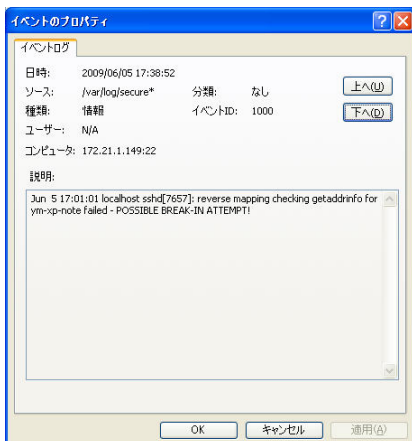 イベントのプロパティ
イベントログ
日時: 2009/06/05 17:38:52
ソース: /var/log/secure* 分類: なし 上へ(U)
種類: 情報 イベントID: 1000 下へ(D)
ユーザー: N/A
コンピュータ: 172.21.1.149:22
説明:
Jun 5 17:01:01 localhost sshd[7657]: reverse mapping checking getaddrinfo for
ym-xp-note failed - POSSIBLE BREAK-IN ATTEMPT!
OK キャンセル 適用(A)